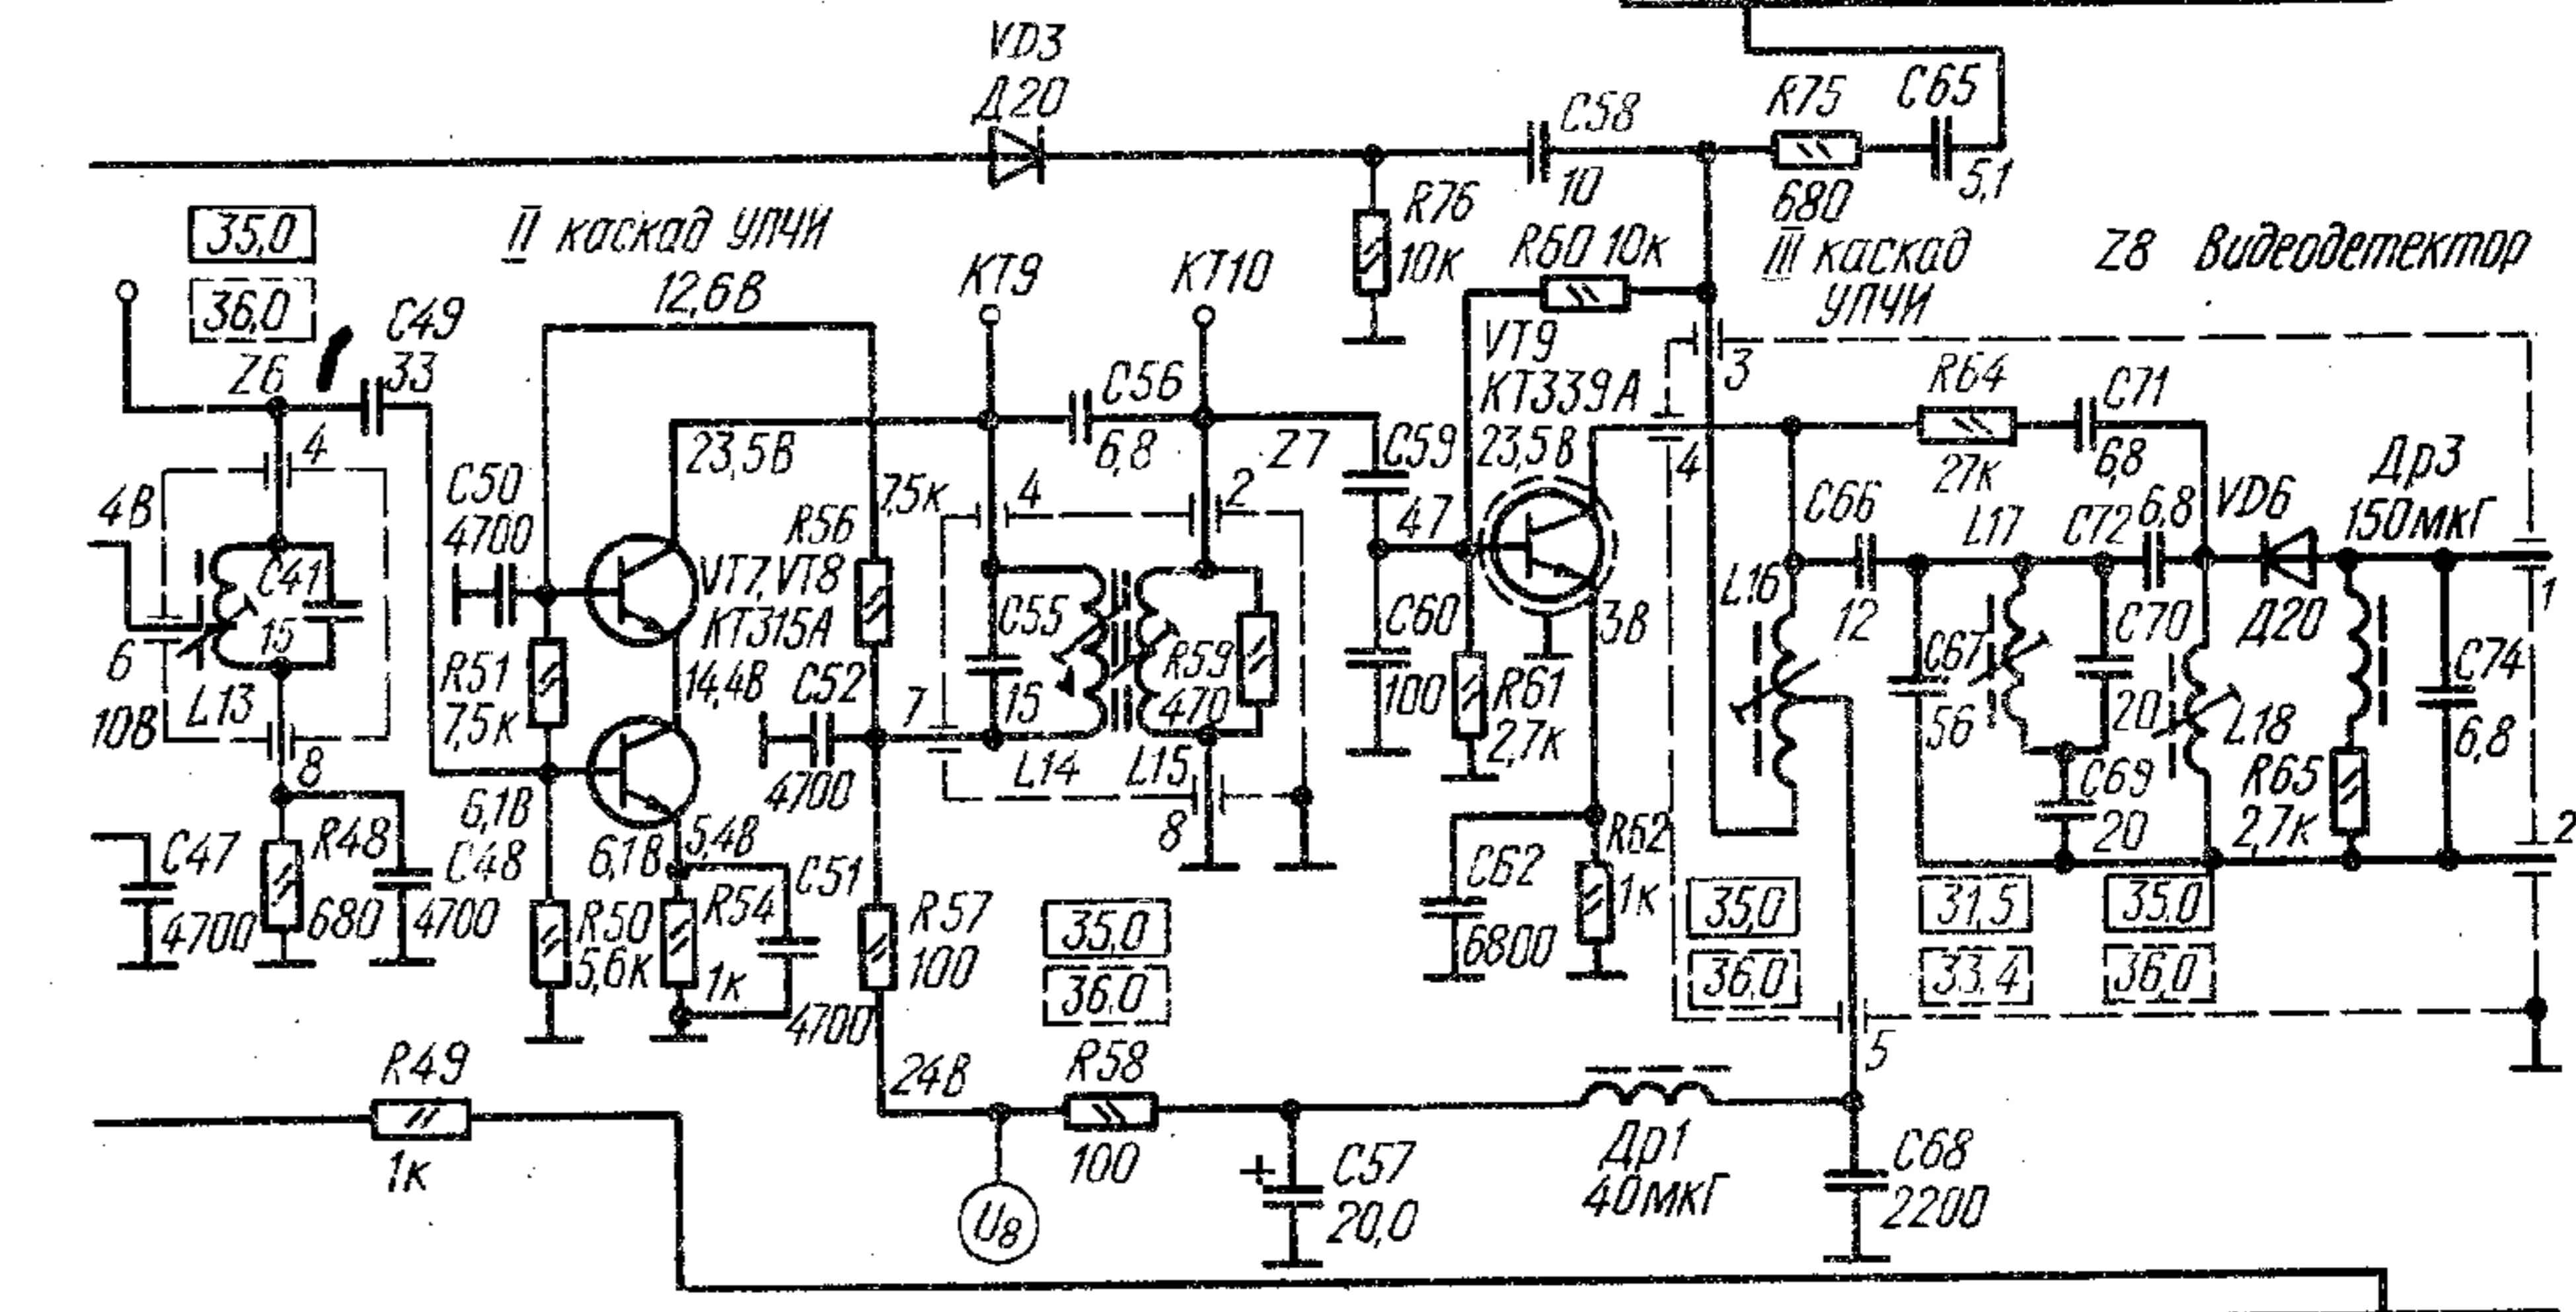 VD3
Д20
C58
10
R75
680
C65
5,1
R76
10к
R60 10к
35,0
36,0
Z6
II каскад УПЧИ
12,6В
C49
33
КТ9
КТ10
III каскад
УПЧИ
Z8 Видеодетектор
VT9
КТ339А
23,5В
3
4
R64
27к
C71
6,8
Др3
150мкГ
4
4В
6
10В
L13
C41
15
8
C50
4700
23,5В
7,5к
R56
VT7, VT8
КТ315А
14,4В
R51
7,5к
C56
6,8
Z7
4
2
C59
47
C55
15
R59
470
7
L14
L15
8
C52
4700
C60
100
R61
2,7к
3В
L16
C66
12
L17
C72
6,8
VD6
Д20
1
C67
56
C70
20
L18
C69
20
R65
2,7к
C74
6,8
2
C47
4700
R48
680
C48
4700
6,1В
6,1В
5,4В
R50
5,6к
R54
1к
C51
4700
R57
100
35,0
36,0
C62
6800
R62
1к
35,0
36,0
31,5
33,4
35,0
36,0
5
R49
1к
24В
U8
R58
100
C57
+
20,0
Др1
40мкГ
C68
2200